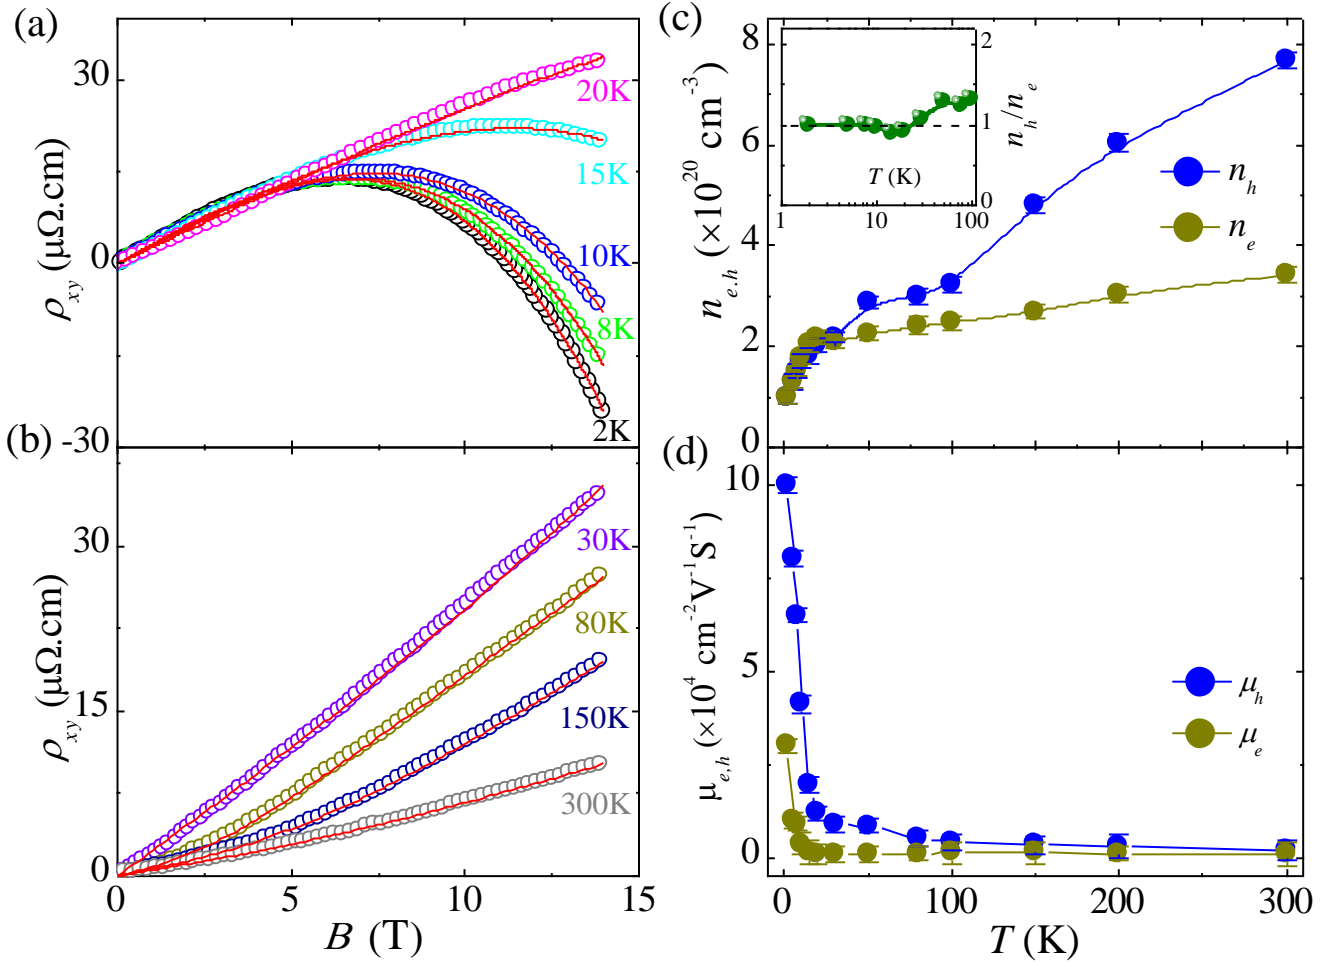 (a)
30
0
-30
ρxy (μΩ.cm)
20K
15K
10K
8K
2K
(b)
30
15
0
ρxy (μΩ.cm)
30K
80K
150K
300K
0 5 10 15
B (T)
(c)
8
6
4
2
0
ne.h (×10^20 cm^-3)
nh
ne
2
1
0
nh/ne
T (K)
1 10 100
(d)
10
5
0
μe,h (×10^4 cm^-2V^-1S^-1)
μh
μe
0 100 200 300
T (K)